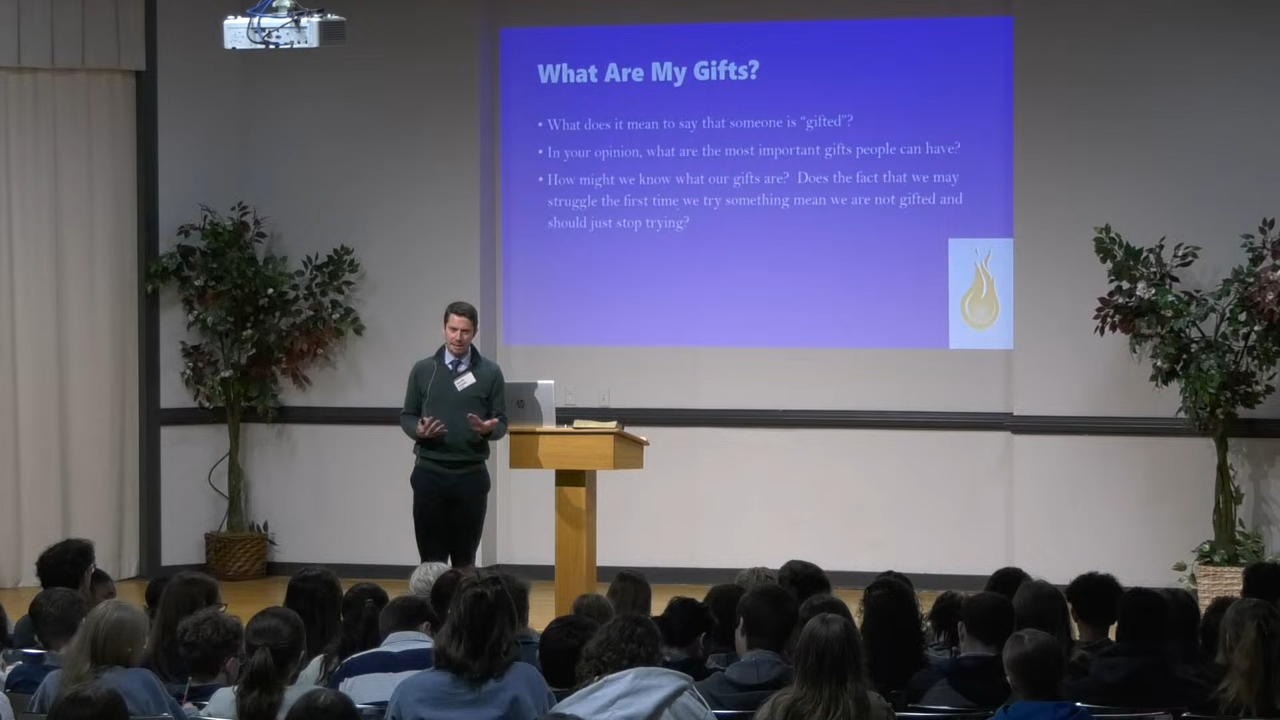 What Are My Gifts?
• What does it mean to say that someone is “gifted”?
• In your opinion, what are the most important gifts people can have?
• How might we know what our gifts are?  Does the fact that we may
struggle the first time we try something mean we are not gifted and
should just stop trying?
hp